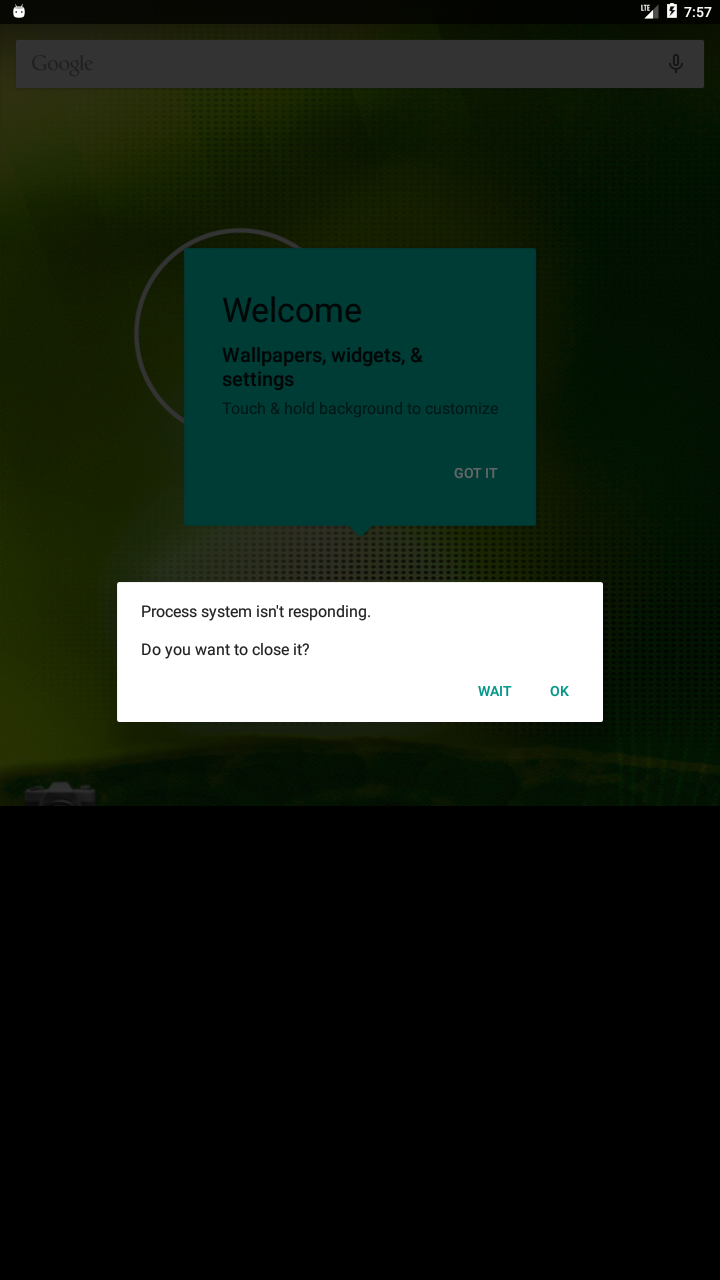 LTE 7:57
Google
Welcome
Wallpapers, widgets, &
settings
Touch & hold background to customize
GOT IT
Process system isn't responding.
Do you want to close it?
WAIT OK